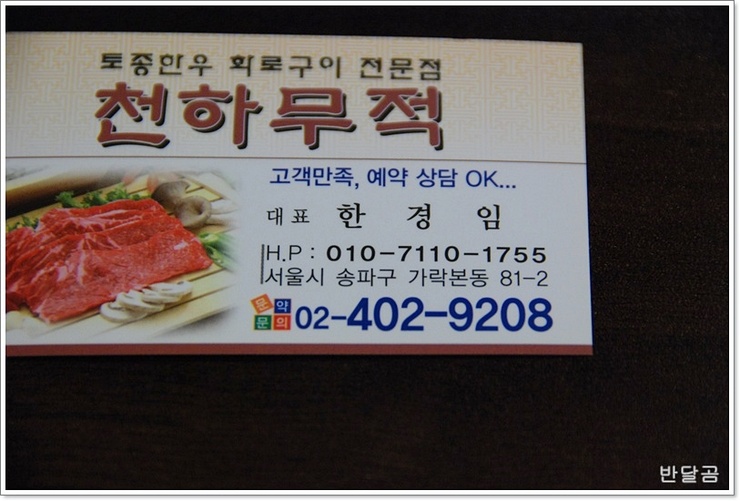 토종한우 화로구이 전문점
천하무적
고객만족, 예약 상담 OK...
대표 한 경 임
H.P : 010-7110-1755
서울시 송파구 가락본동 81-2
문약
문의 02-402-9208
반달곰